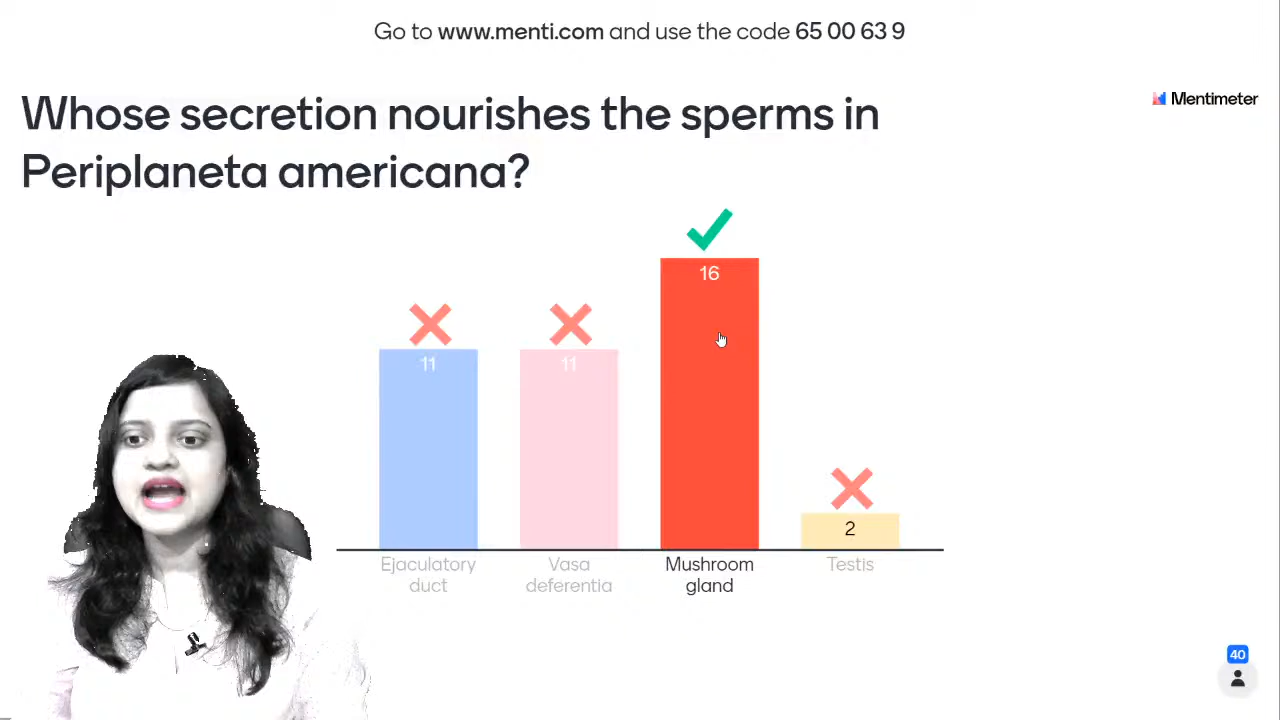 Go to www.menti.com and use the code 65 00 63 9
Mentimeter
Whose secretion nourishes the sperms in
Periplaneta americana?
16
11
11
2
Ejaculatory
duct
Vasa
deferentia
Mushroom
gland
Testis
40